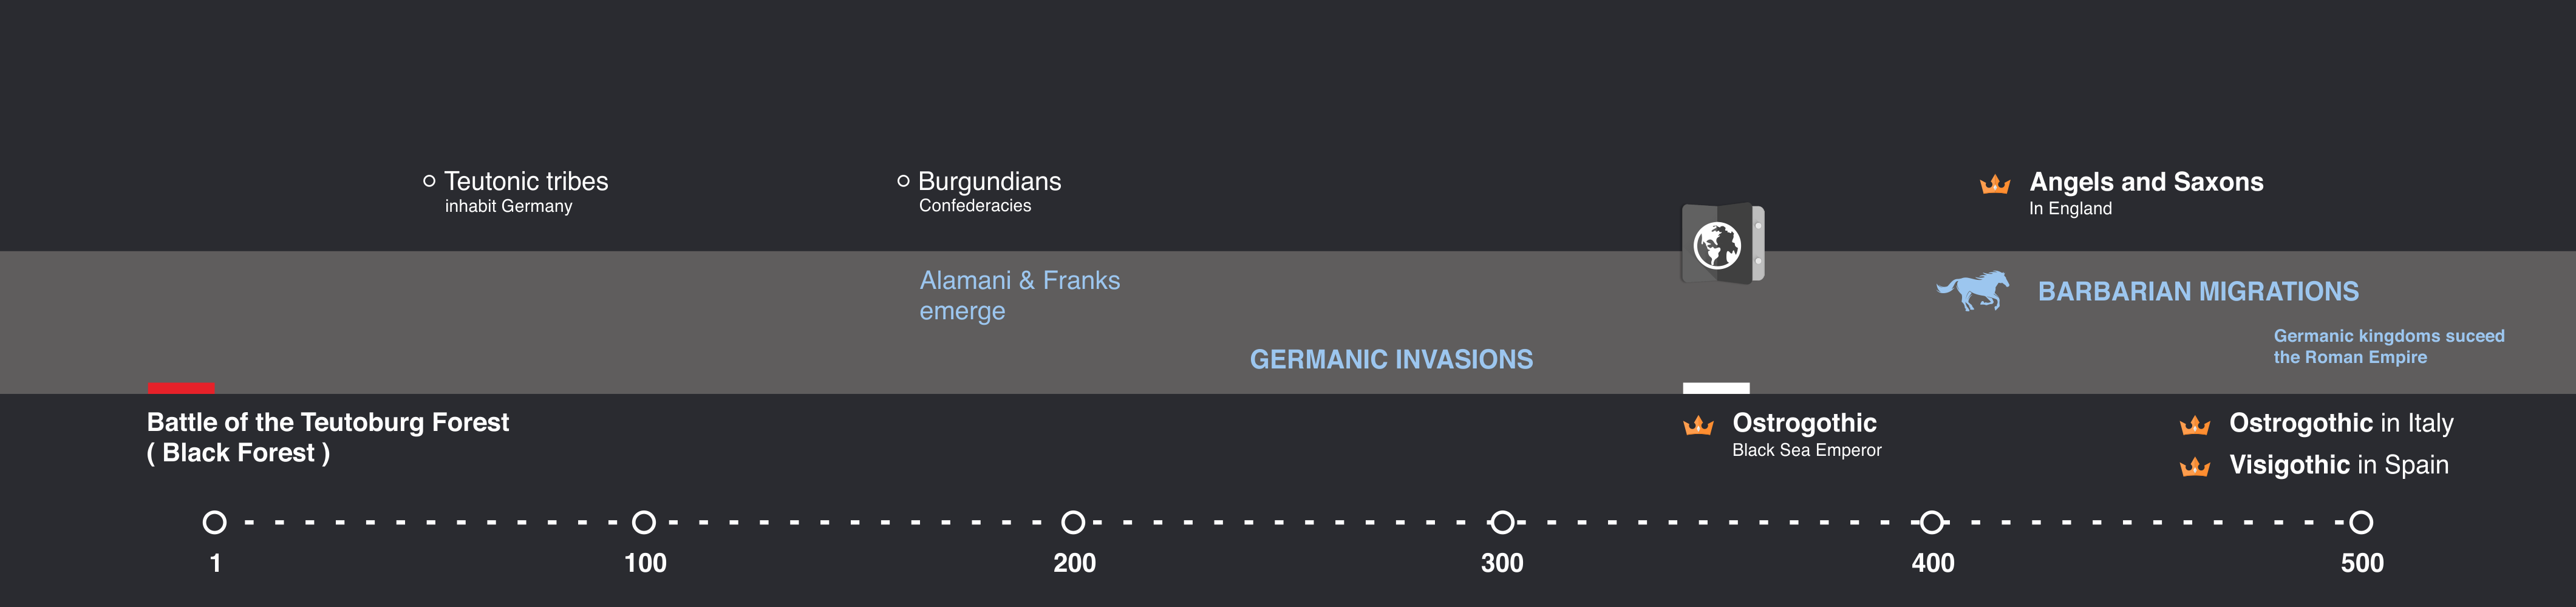 Teutonic tribes
inhabit Germany
Burgundians
Confederacies
Angels and Saxons
In England
Alamani & Franks
emerge
BARBARIAN MIGRATIONS
Germanic kingdoms suceed
the Roman Empire
GERMANIC INVASIONS
Battle of the Teutoburg Forest
( Black Forest )
Ostrogothic
Black Sea Emperor
Ostrogothic in Italy
Visigothic in Spain
1
100
200
300
400
500